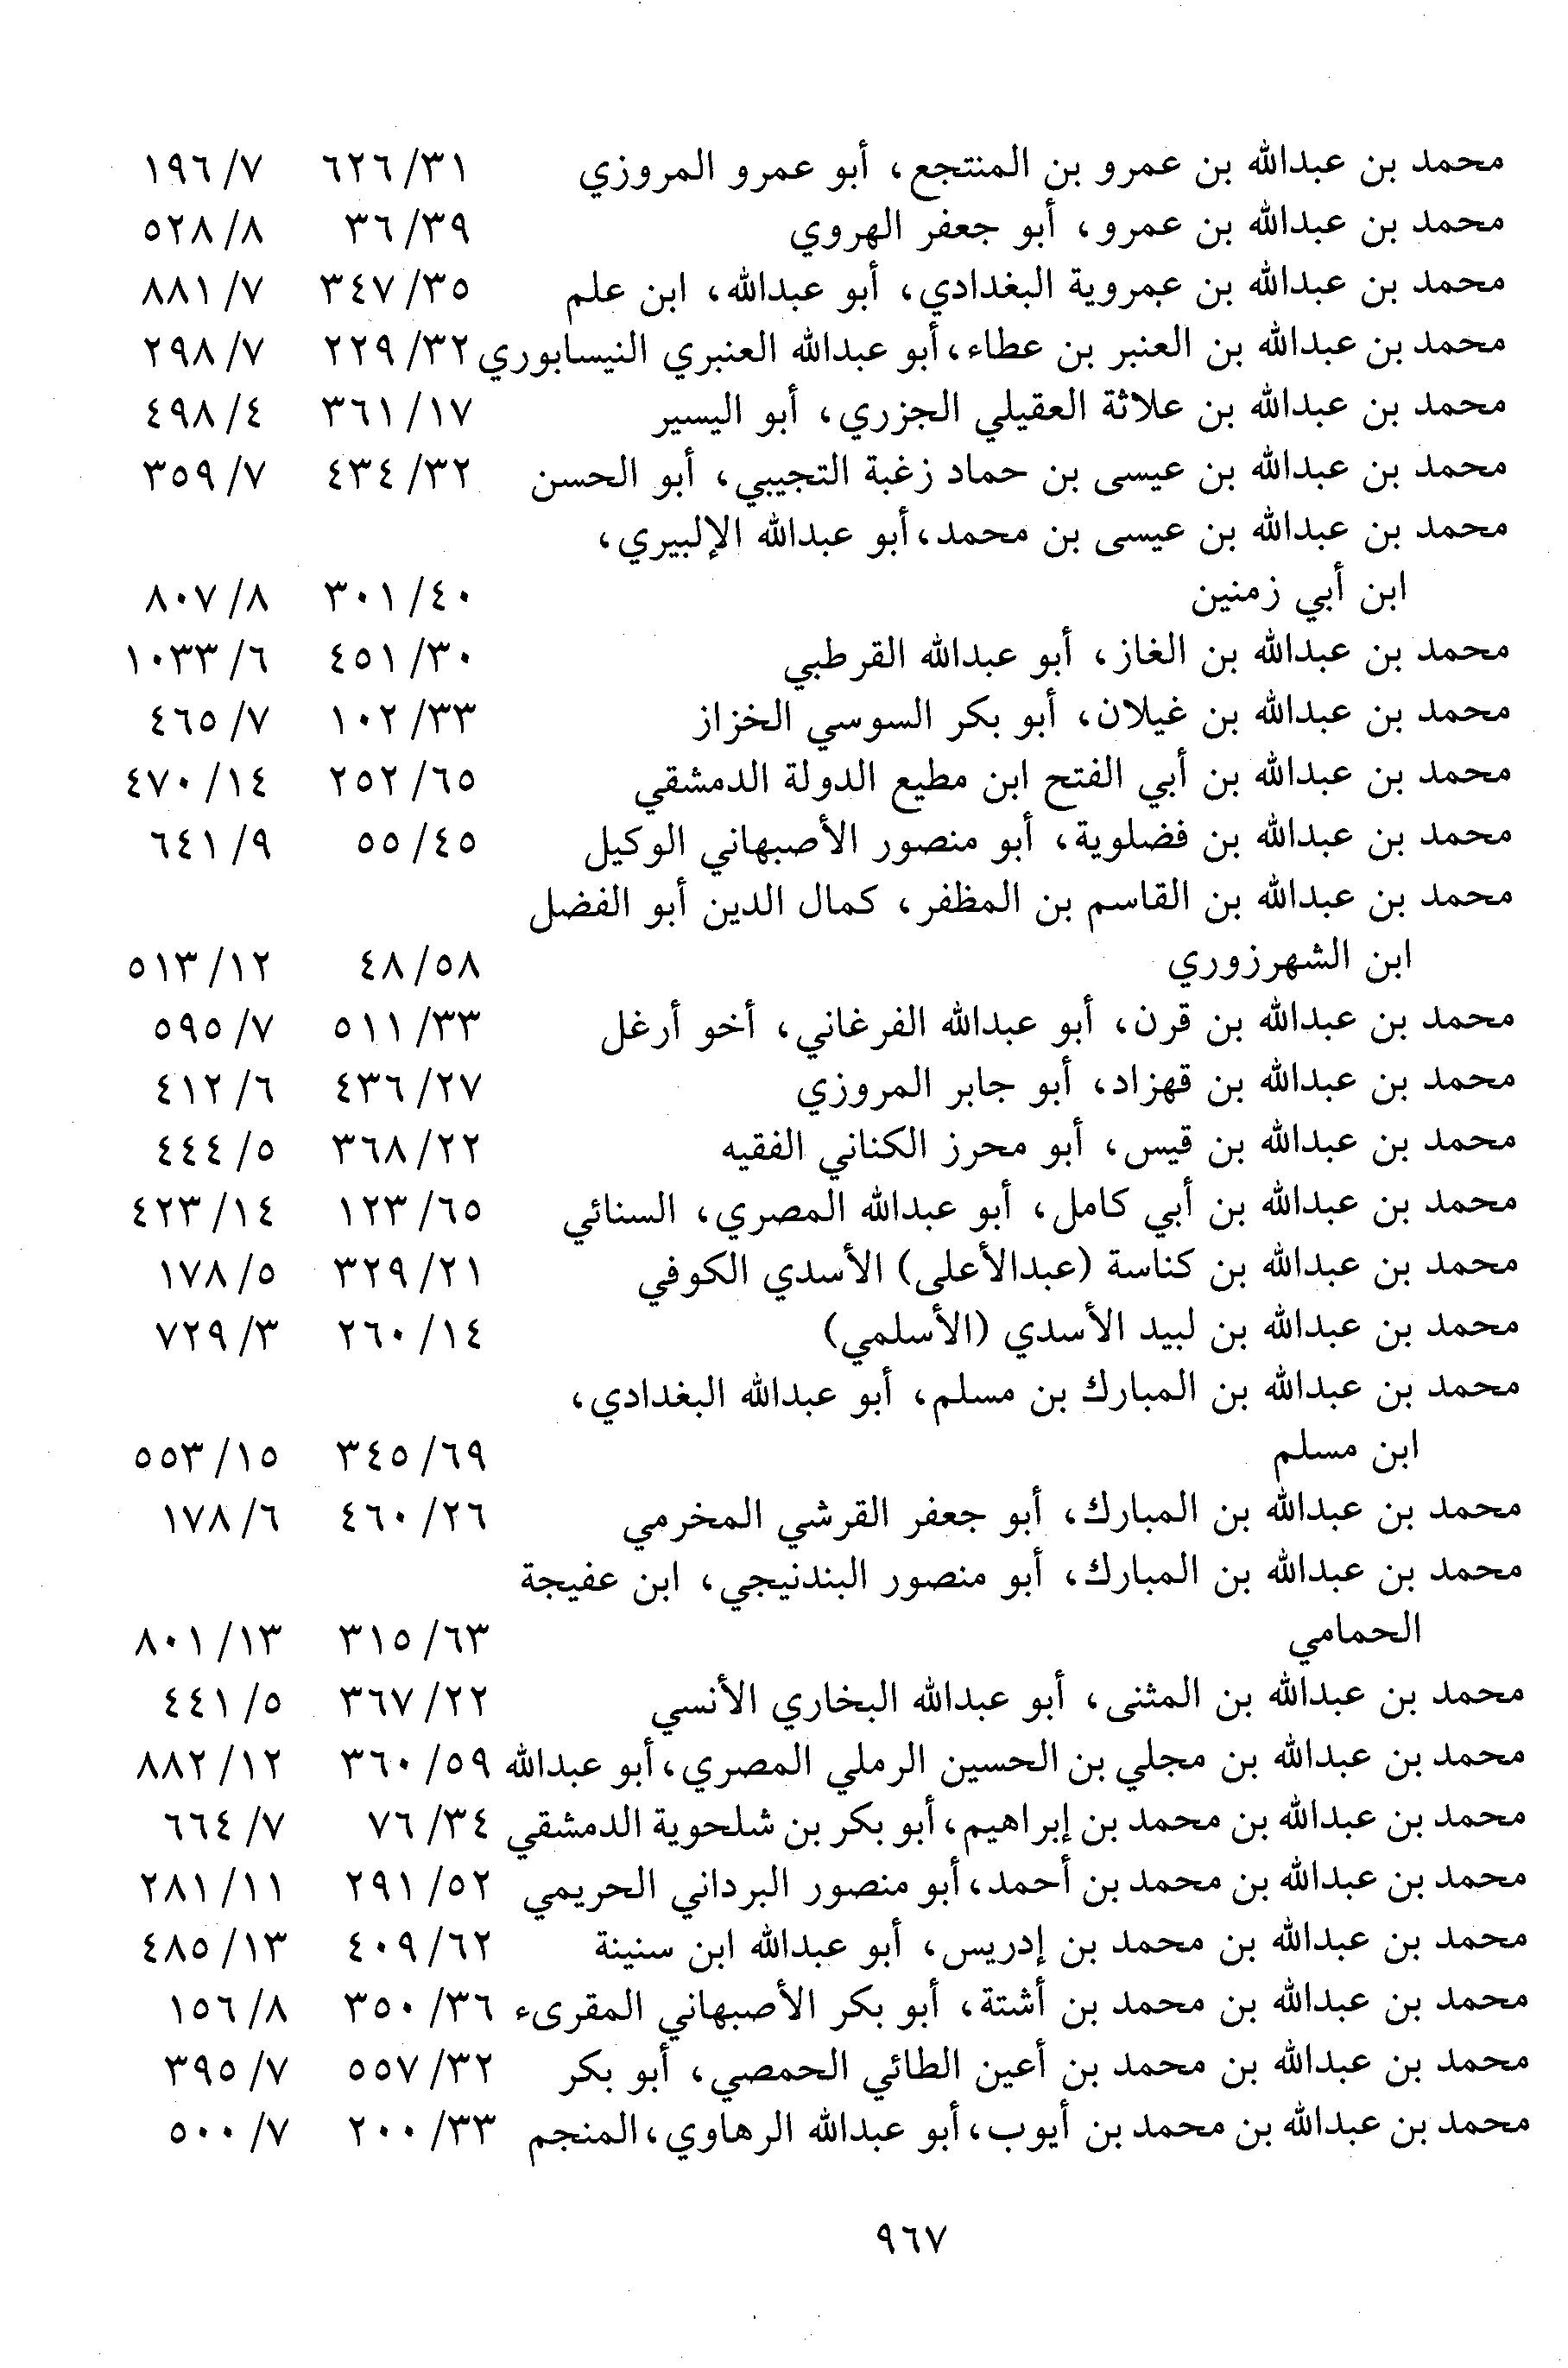 محمد بن عبدالله بن عمرو بن المنتجع، أبو عمرو المروزي ٦٢٦/٣١ ١٩٦/٧
محمد بن عبدالله بن عمرو، أبو جعفر الهروي ٣٦/٣٩ ٥٢٨/٨
محمد بن عبدالله بن عمروية البغدادي، أبو عبدالله، ابن علم ٣٤٧/٣٥ ٨٨١/٧
محمد بن عبدالله بن العنبر بن عطاء، أبو عبدالله العنبري النيسابوري ٢٢٩/٣٢ ٢٩٨/٧
محمد بن عبدالله بن علاثة العقيلي الجزري، أبو اليسير ٣٦١/١٧ ٤٩٨/٤
محمد بن عبدالله بن عيسى بن حماد زغبة التجيبي، أبو الحسن ٤٣٤/٣٢ ٣٥٩/٧
محمد بن عبدالله بن عيسى بن محمد، أبو عبدالله الإلبيري،
ابن أبي زمنين ٣٠١/٤٠ ٨٠٧/٨
محمد بن عبدالله بن الغاز، أبو عبدالله القرطبي ٤٥١/٣٠ ١٠٣٣/٦
محمد بن عبدالله بن غيلان، أبو بكر السوسي الخزاز ١٠٢/٣٣ ٤٦٥/٧
محمد بن عبدالله بن أبي الفتح ابن مطيع الدولة الدمشقي ٢٥٢/٦٥ ٤٧٠/١٤
محمد بن عبدالله بن فضلوية، أبو منصور الأصبهاني الوكيل ٥٥/٤٥ ٦٤١/٩
محمد بن عبدالله بن القاسم بن المظفر، كمال الدين أبو الفضل
ابن الشهرزوري ٤٨/٥٨ ٥١٣/١٢
محمد بن عبدالله بن قرن، أبو عبدالله الفرغاني، أخو أرغل ٥١١/٣٣ ٥٩٥/٧
محمد بن عبدالله بن قهزاد، أبو جابر المروزي ٤٣٦/٢٧ ٤١٢/٦
محمد بن عبدالله بن قيس، أبو محرز الكناني الفقيه ٣٦٨/٢٢ ٤٤٤/٥
محمد بن عبدالله بن أبي كامل، أبو عبدالله المصري، السنائي ١٢٣/٦٥ ٤٢٣/١٤
محمد بن عبدالله بن كناسة (عبدالأعلى) الأسدي الكوفي ٣٢٩/٢١ ١٧٨/٥
محمد بن عبدالله بن لبيد الأسدي (الأسلمي) ٢٦٠/١٤ ٧٢٩/٣
محمد بن عبدالله بن المبارك بن مسلم، أبو عبدالله البغدادي،
ابن مسلم ٣٤٥/٦٩ ٥٥٣/١٥
محمد بن عبدالله بن المبارك، أبو جعفر القرشي المخرمي ٤٦٠/٢٦ ١٧٨/٦
محمد بن عبدالله بن المبارك، أبو منصور البندنيجي، ابن عفيجة
الحمامي ٣١٥/٦٣ ٨٠١/١٣
محمد بن عبدالله بن المثنى، أبو عبدالله البخاري الأنسي ٣٦٧/٢٢ ٤٤١/٥
محمد بن عبدالله بن مجلي بن الحسين الرملي المصري، أبو عبدالله ٣٦٠/٥٩ ٨٨٢/١٢
محمد بن عبدالله بن محمد بن إبراهيم، أبو بكر بن شلحوية الدمشقي ٧٦/٣٤ ٦٦٤/٧
محمد بن عبدالله بن محمد بن أحمد، أبو منصور البرداني الحريمي ٢٩١/٥٢ ٢٨١/١١
محمد بن عبدالله بن محمد بن إدريس، أبو عبدالله ابن سنينة ٤٠٩/٦٢ ٤٨٥/١٣
محمد بن عبدالله بن محمد بن أشتة، أبو بكر الأصبهاني المقرىء ٣٥٠/٣٦ ١٥٦/٨
محمد بن عبدالله بن محمد بن أعين الطائي الحمصي، أبو بكر ٥٥٧/٣٢ ٣٩٥/٧
محمد بن عبدالله بن محمد بن أيوب، أبو عبدالله الرهاوي، المنجم ٢٠٠/٣٣ ٥٠٠/٧
٩٦٧